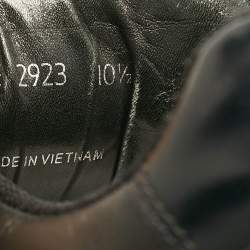 2923 10½
DE IN VIETNAM